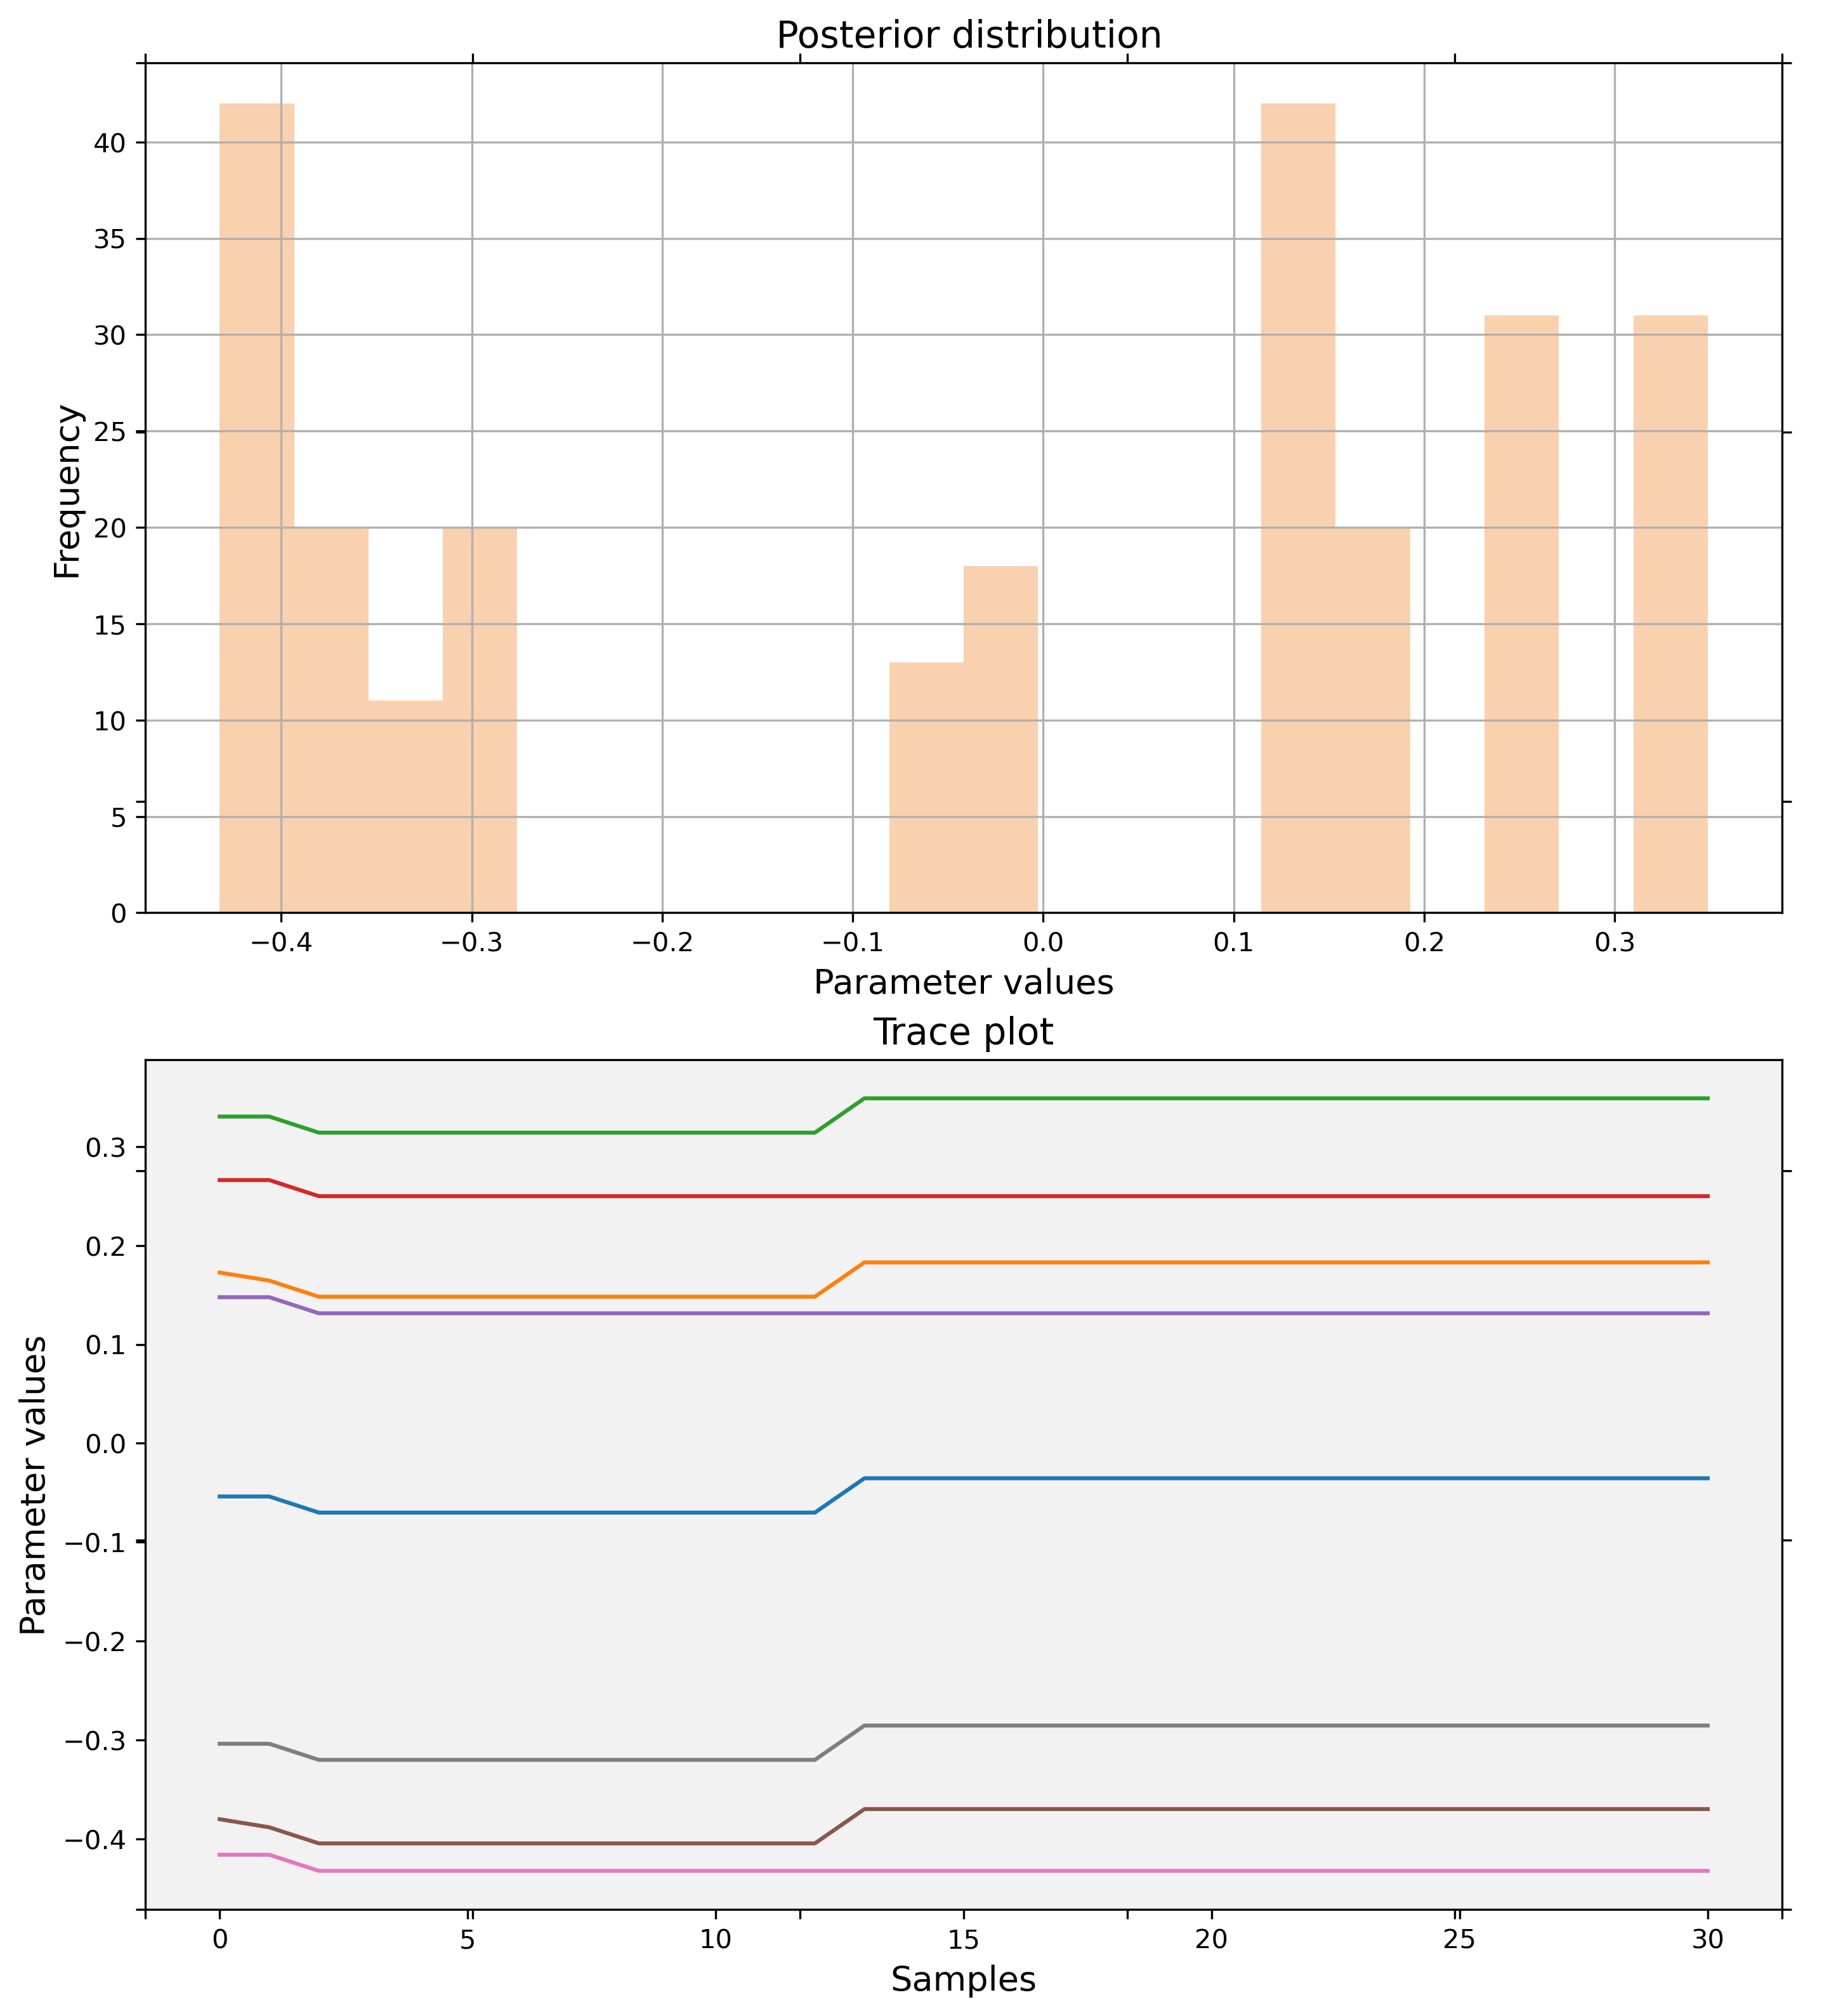 Posterior distribution
40
35
30
25
20
15
10
5
0
Frequency
−0.4 −0.3 −0.2 −0.1 0.0 0.1 0.2 0.3
Parameter values
Trace plot
0.3
0.2
0.1
0.0
−0.1
−0.2
−0.3
−0.4
Parameter values
0 5 10 15 20 25 30
Samples